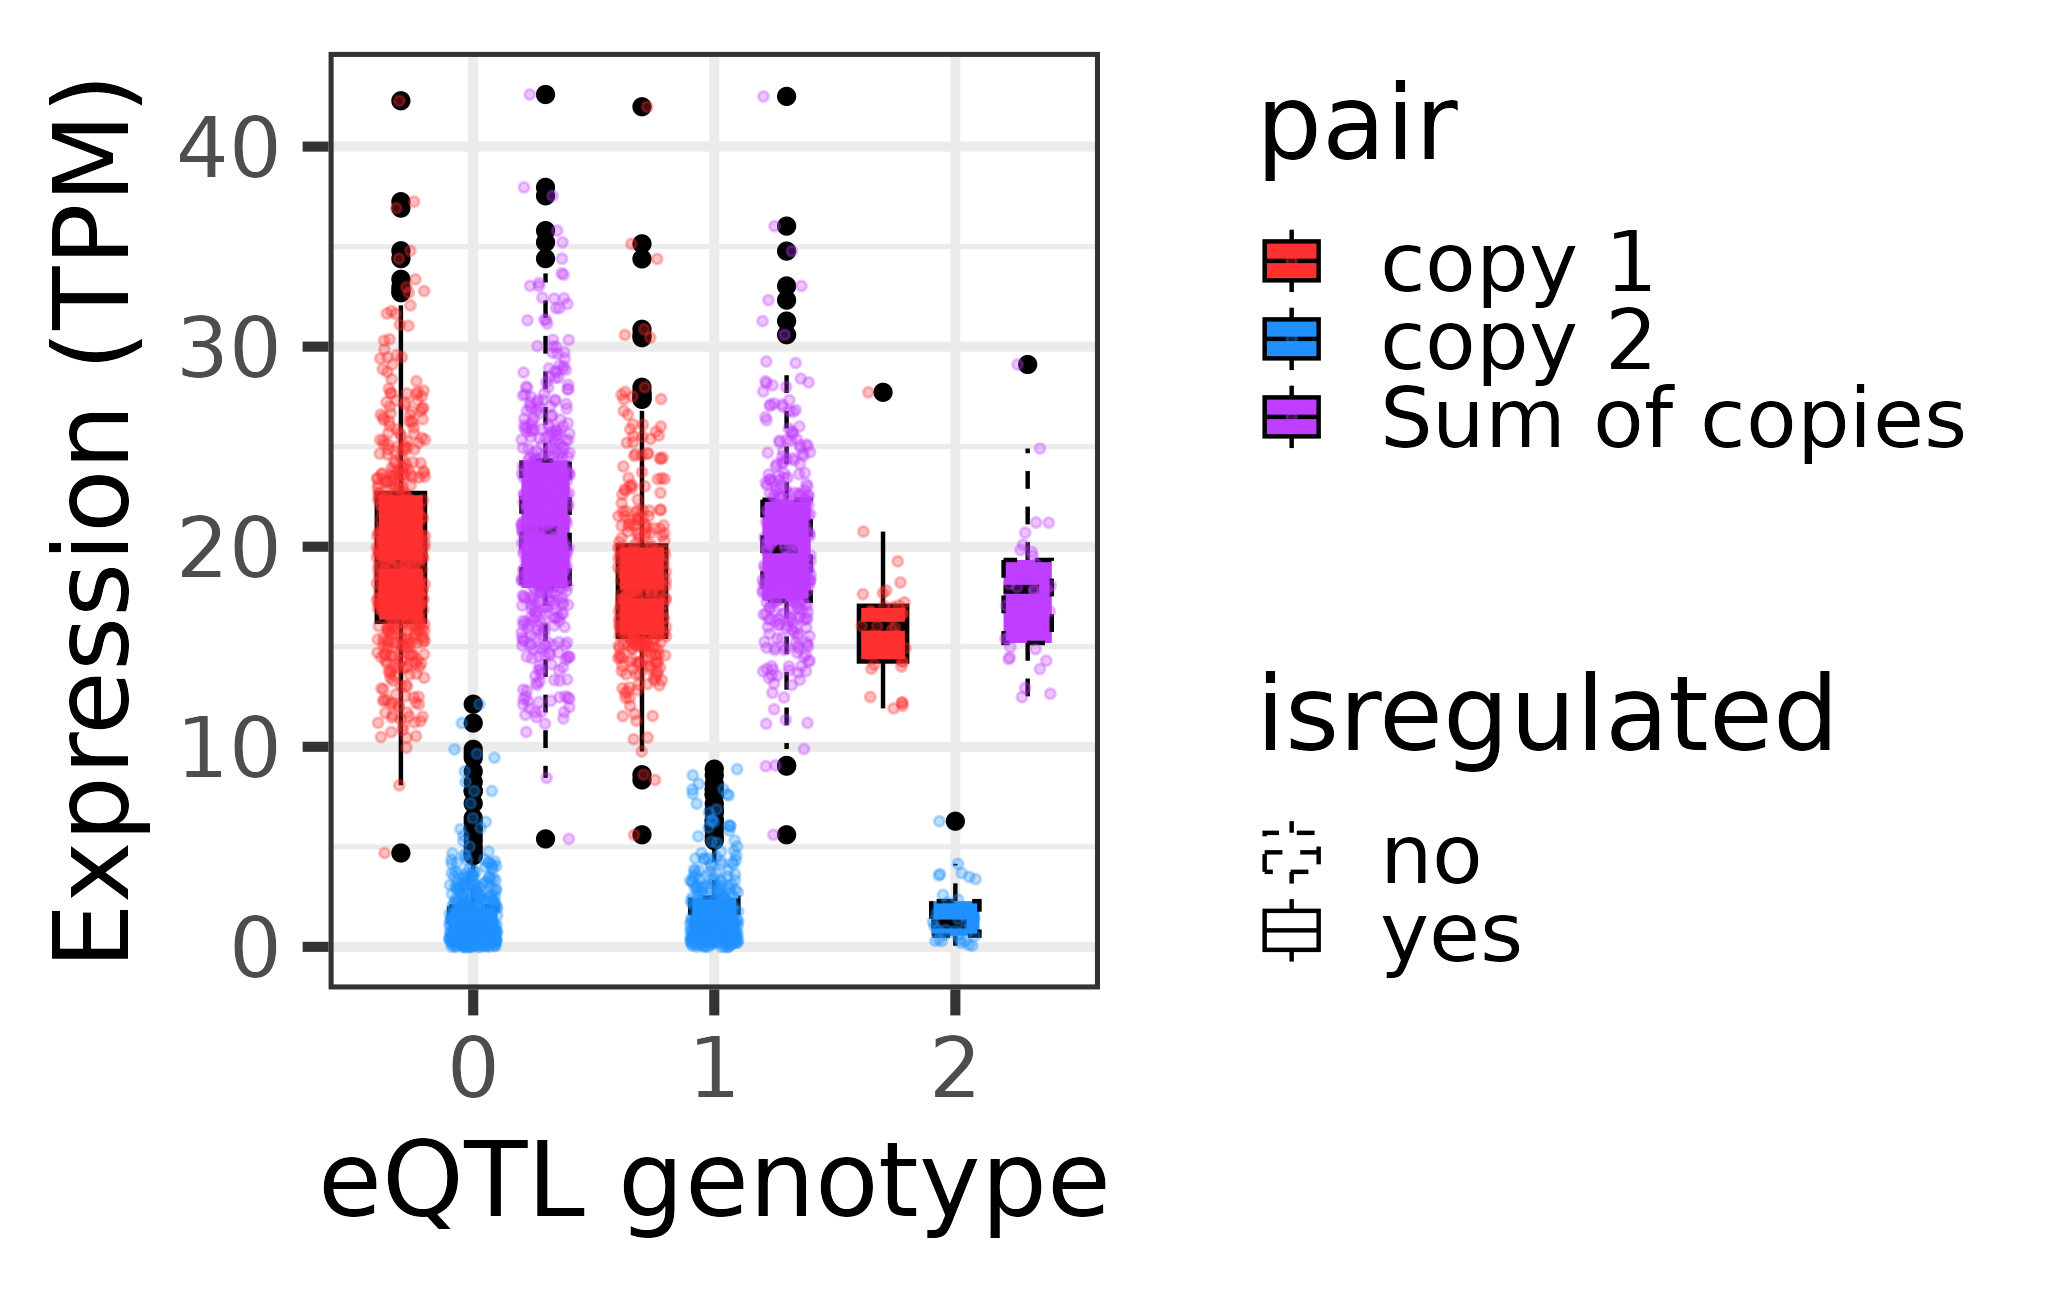 Expression (TPM)
40
30
20
10
0
0 1 2
eQTL genotype
pair
copy 1
copy 2
Sum of copies
isregulated
no
yes